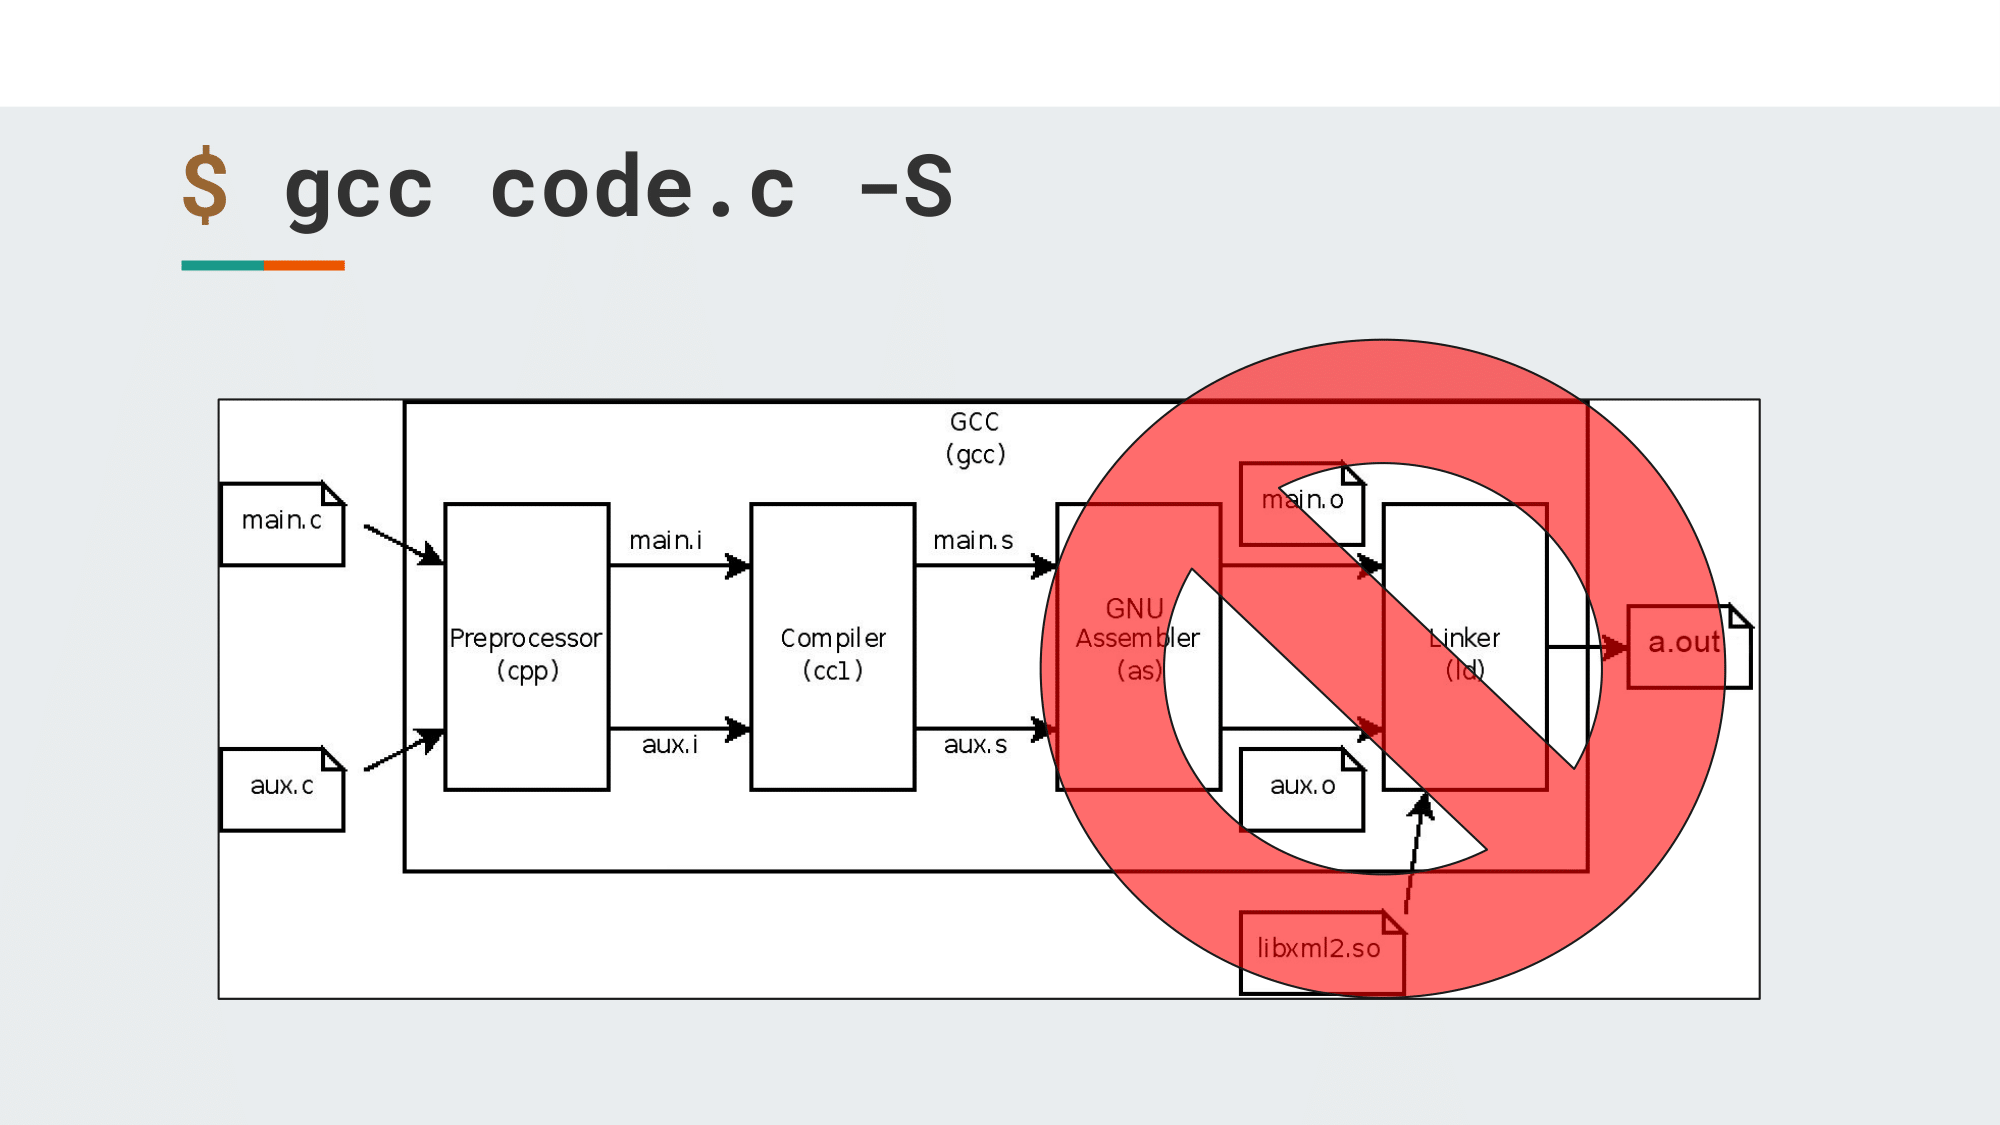 $ gcc code.c -S
GCC
(gcc)
main.c
main.i
main.s
main.o
Preprocessor
(cpp)
Compiler
(cc1)
GNU
Assembler
(as)
Linker
(ld)
a.out
aux.c
aux.i
aux.s
aux.o
libxml2.so